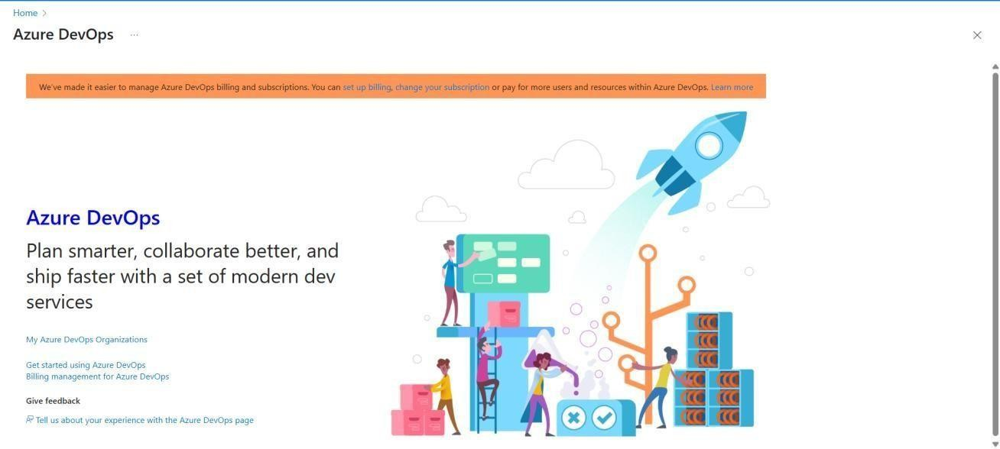 Home >
Azure DevOps ...
We've made it easier to manage Azure DevOps billing and subscriptions. You can set up billing, change your subscription or pay for more users and resources within Azure DevOps. Learn more
Azure DevOps
Plan smarter, collaborate better, and
ship faster with a set of modern dev
services
My Azure DevOps Organizations
Get started using Azure DevOps
Billing management for Azure DevOps
Give feedback
Tell us about your experience with the Azure DevOps page